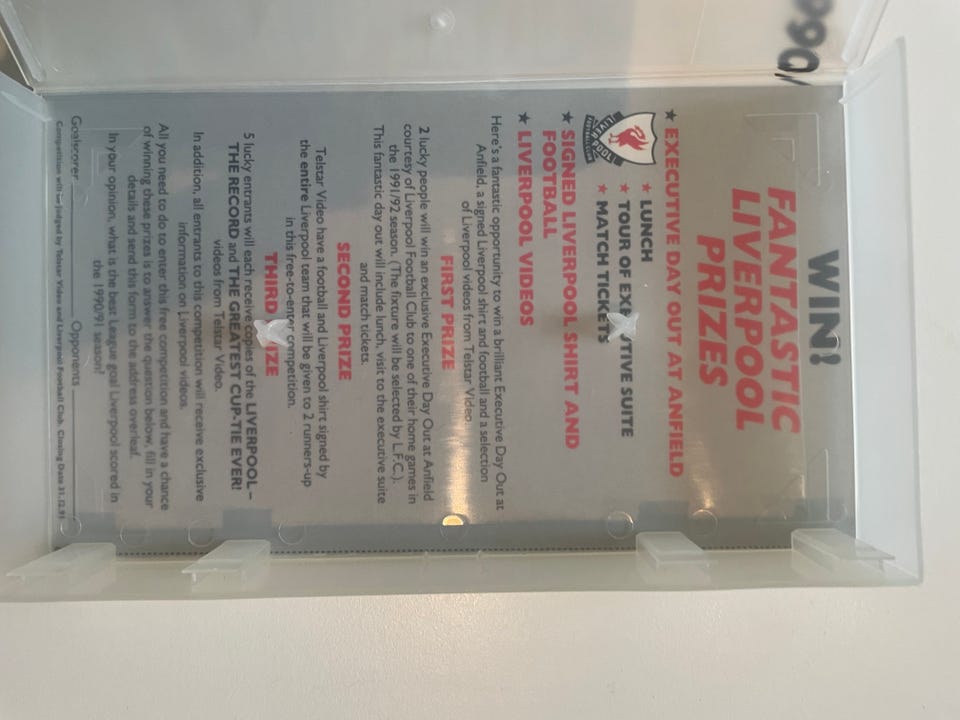 WIN!
FANTASTIC
LIVERPOOL
PRIZES
★ EXECUTIVE DAY OUT AT ANFIELD
★ LUNCH
★ TOUR OF EXECUTIVE SUITE
★ MATCH TICKETS
LIVERPOOL
FOOTBALL CLUB
★ SIGNED LIVERPOOL SHIRT AND
FOOTBALL
★ LIVERPOOL VIDEOS
Here's a fantastic opportunity to win a brilliant Executive Day Out at
Anfield, a signed Liverpool shirt and football and a selection
of Liverpool videos from Telstar Video.
FIRST PRIZE
2 lucky people will win an exclusive Executive Day Out at Anfield
courtesy of Liverpool Football Club to one of their home games in
the 1991/92 season. (The fixture will be selected by L.F.C.).
This fantastic day out will include lunch, visit to the executive suite
and match tickets.
SECOND PRIZE
Telstar Video have a football and Liverpool shirt signed by
the entire Liverpool team that will be given to 2 runners-up
in this free-to-enter competition.
THIRD PRIZE
5 lucky entrants will each receive copies of the LIVERPOOL –
THE RECORD and THE GREATEST CUP-TIE EVER!
videos from Telstar Video.
In addition, all entrants to this competition will receive exclusive
information on Liverpool videos.
All you need to do to enter this free competition and have a chance
of winning these prizes is to answer the question below, fill in your
details and send this form to the address overleaf.
In your opinion, what is the best League goal Liverpool scored in
the 1990/91 season?
Goalscorer Opponents
Competition will be judged by Telstar Video and Liverpool Football Club. Closing Date 31.12.91